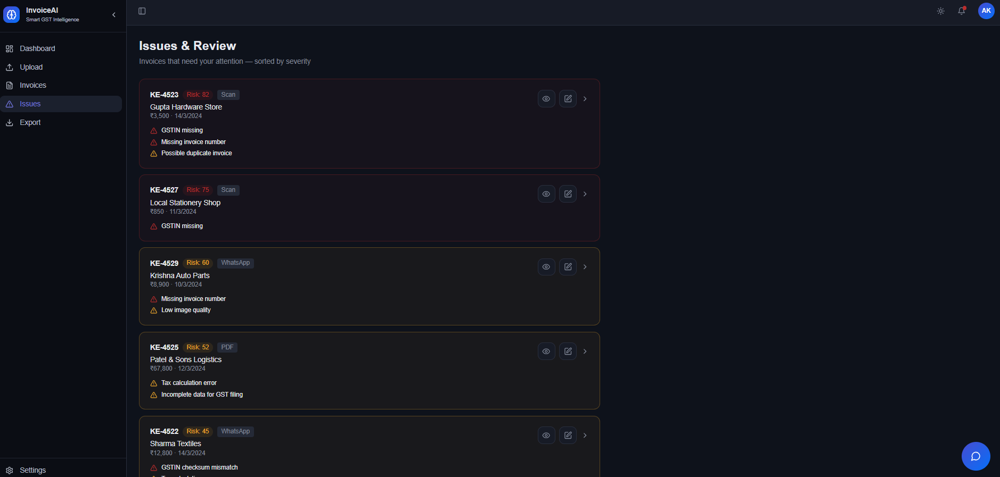 InvoiceAI
Smart GST Intelligence
Dashboard
Upload
Invoices
Issues
Export
Settings
AK
Issues & Review
Invoices that need your attention — sorted by severity
KE-4523 Risk: 82 Scan
Gupta Hardware Store
₹3,500 · 14/3/2024
GSTIN missing
Missing invoice number
Possible duplicate invoice
KE-4527 Risk: 75 Scan
Local Stationery Shop
₹850 · 11/3/2024
GSTIN missing
KE-4529 Risk: 60 WhatsApp
Krishna Auto Parts
₹8,900 · 10/3/2024
Missing invoice number
Low image quality
KE-4525 Risk: 52 PDF
Patel & Sons Logistics
₹67,800 · 12/3/2024
Tax calculation error
Incomplete data for GST filing
KE-4522 Risk: 45 WhatsApp
Sharma Textiles
₹12,800 · 14/3/2024
GSTIN checksum mismatch